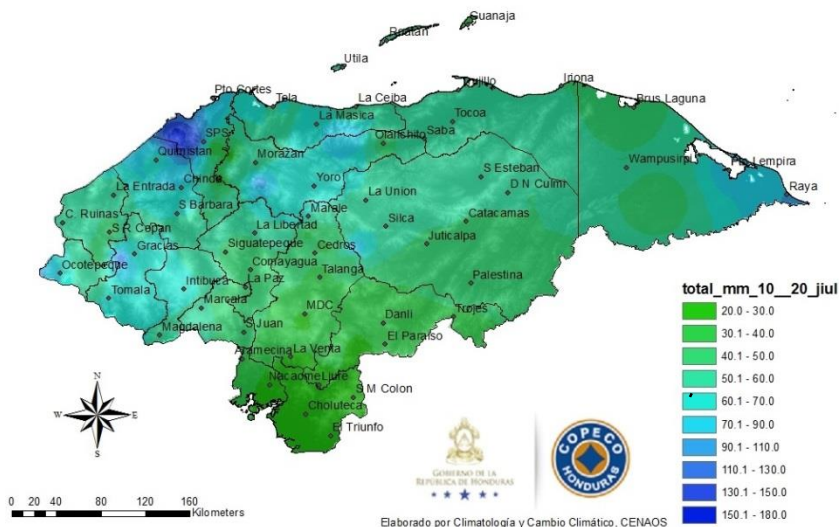 Guanaja
Roatan
Utila
Trujillo
Iriona
Pto Cortes
Tela
La Ceiba
Brus Laguna
La Masica
Tocoa
SPS
Olanchito
Saba
Quimistan
Morazan
Wampusirpi
Pto Lempira
Chinda
Yoro
S Esteban
La Entrada
La Union
D N Culmi
Raya
S Barbara
Marale
C. Ruinas
S R Copan
La Libertad
Silca
Catacamas
Gracias
Siguatepeque
Cedros
Juticalpa
Ocotepeque
Comayagua
Talanga
Intibuca
La Paz
Palestina
Tomala
Marcala
MDC
Danli
Trojes
Magdalena
S Juan
El Paraiso
Aramecina
La Venta
Nacaome
Liure
S M Colon
Choluteca
El Triunfo
total_mm_10__20_jiul
20.0 - 30.0
30.1 - 40.0
40.1 - 50.0
50.1 - 60.0
60.1 - 70.0
70.1 - 90.0
90.1 - 110.0
110.1 - 130.0
130.1 - 150.0
150.1 - 180.0
N
W
E
S
GOBIERNO DE LA
REPÚBLICA DE HONDURAS
COPECO
HONDURAS
0 20 40 80 120 160
Kilometers
Elaborado por Climatología y Cambio Climático. CENAOS